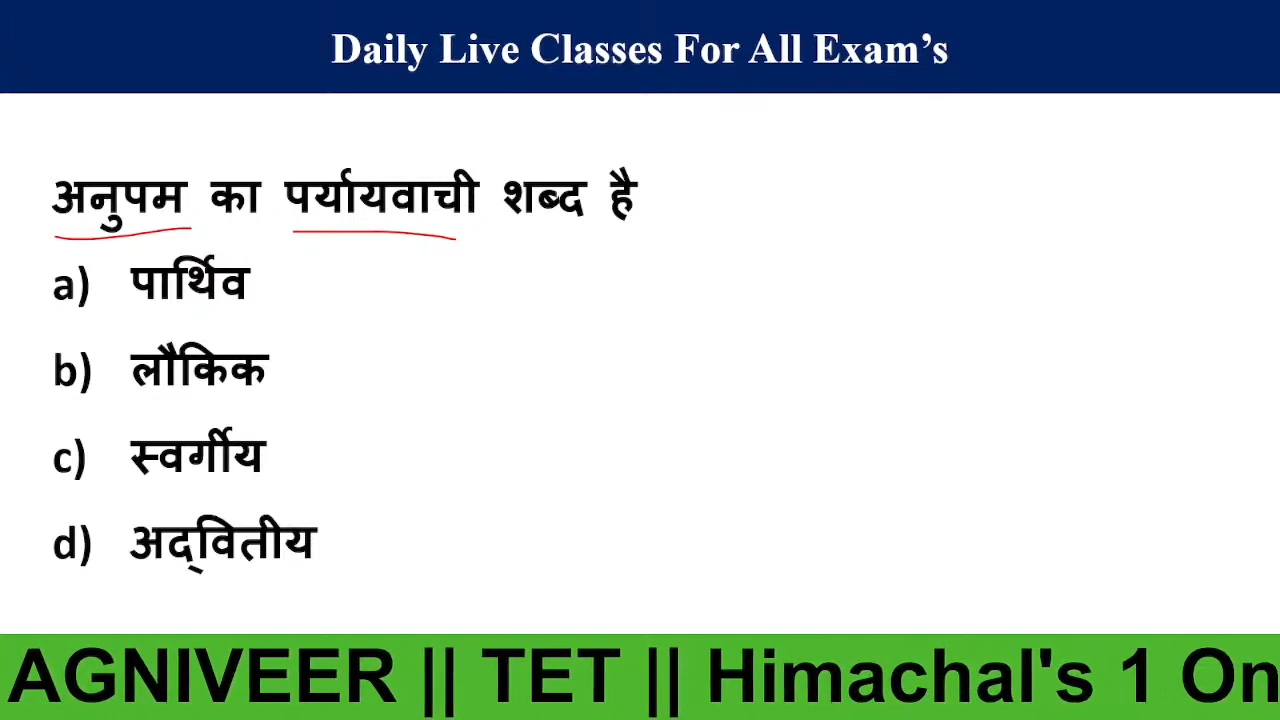 Daily Live Classes For All Exam’s
अनुपम का पर्यायवाची शब्द है
a) पार्थिव
b) लौकिक
c) स्वर्गीय
d) अद्वितीय
AGNIVEER || TET || Himachal's 1 On